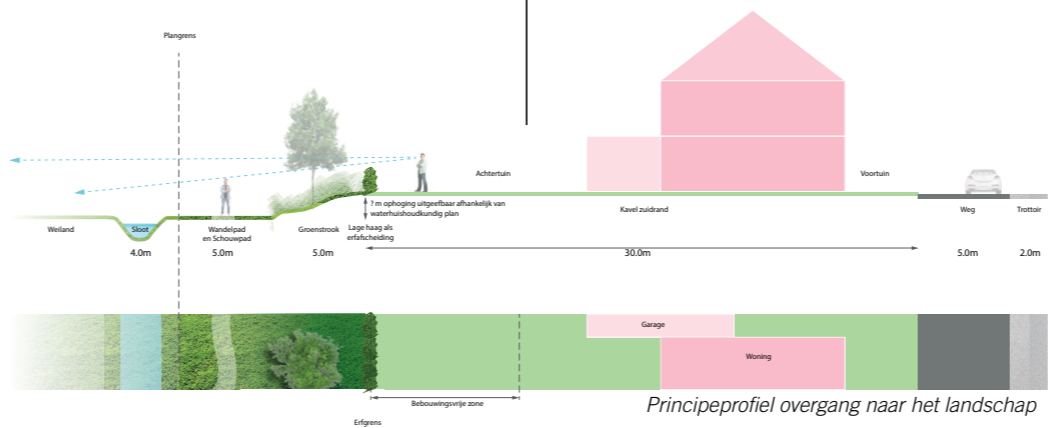 Plangrens
Achtertuin
Voortuin
? m ophoging uitgeefbaar afhankelijk van
waterhuishoudkundig plan
Kavel zuidrand
Weg
Trottoir
Weiland
Sloot
Wandelpad
en Schouwpad
Groenstrook
Lage haag als
erfafscheiding
4.0m
5.0m
5.0m
30.0m
5.0m
2.0m
Garage
Woning
Bebouwingsvrije zone
Erfgrens
Principeprofiel overgang naar het landschap